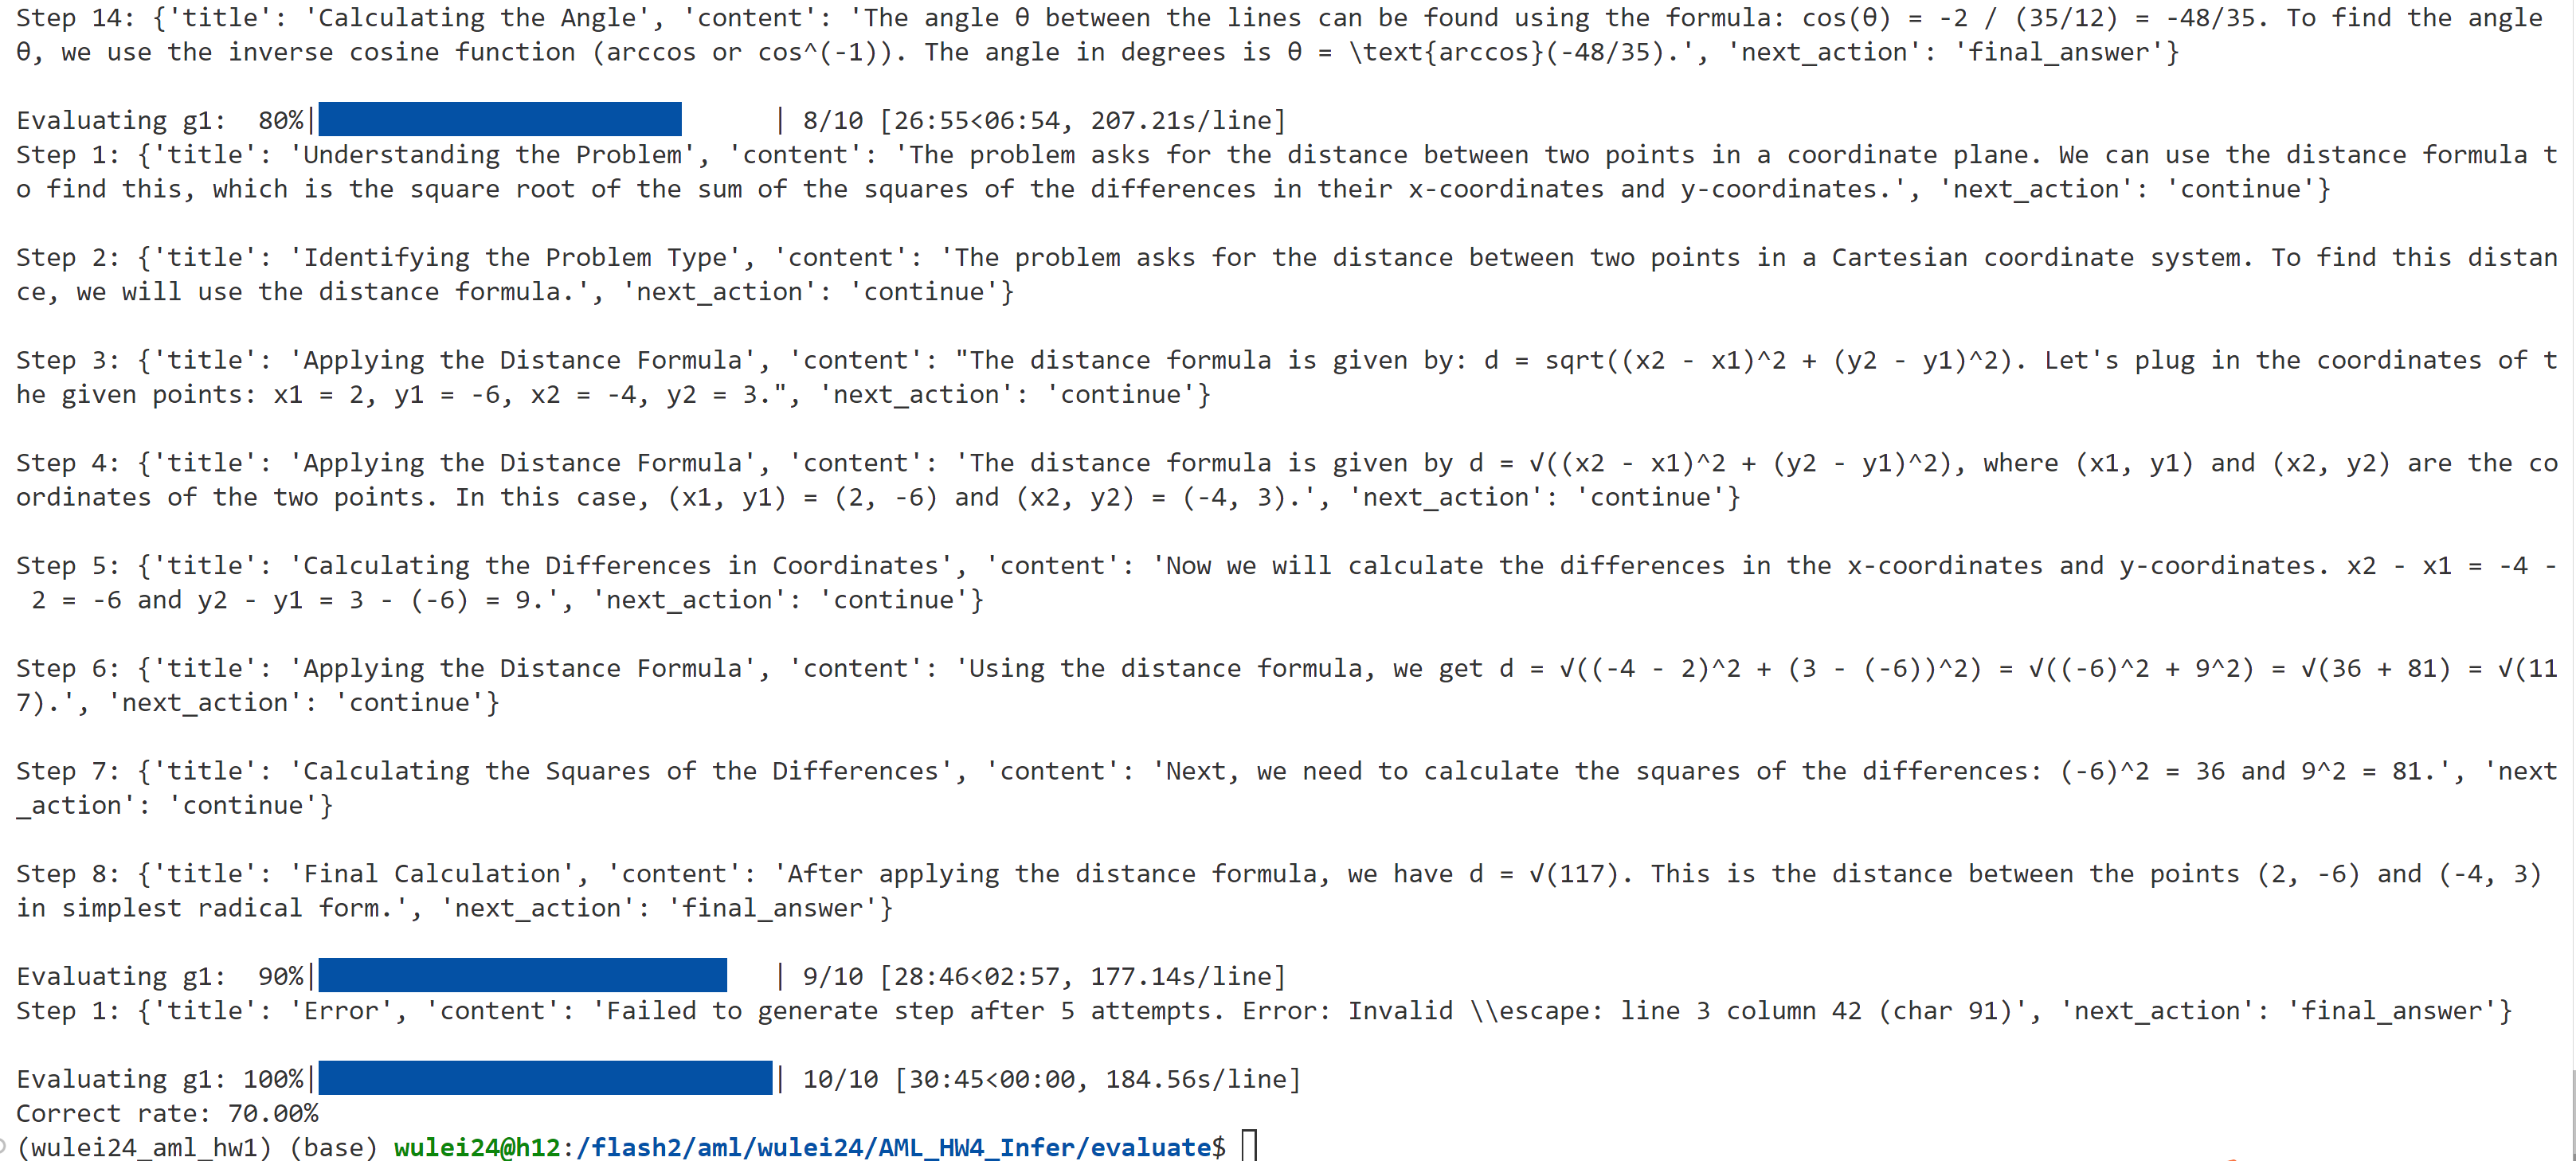 Step 14: {'title': 'Calculating the Angle', 'content': 'The angle θ between the lines can be found using the formula: cos(θ) = -2 / (35/12) = -48/35. To find the angle
θ, we use the inverse cosine function (arccos or cos^(-1)). The angle in degrees is θ = \text{arccos}(-48/35).', 'next_action': 'final_answer'}
Evaluating g1:  80%| | 8/10 [26:55<06:54, 207.21s/line]
Step 1: {'title': 'Understanding the Problem', 'content': 'The problem asks for the distance between two points in a coordinate plane. We can use the distance formula t
o find this, which is the square root of the sum of the squares of the differences in their x-coordinates and y-coordinates.', 'next_action': 'continue'}
Step 2: {'title': 'Identifying the Problem Type', 'content': 'The problem asks for the distance between two points in a Cartesian coordinate system. To find this distan
ce, we will use the distance formula.', 'next_action': 'continue'}
Step 3: {'title': 'Applying the Distance Formula', 'content': "The distance formula is given by: d = sqrt((x2 - x1)^2 + (y2 - y1)^2). Let's plug in the coordinates of t
he given points: x1 = 2, y1 = -6, x2 = -4, y2 = 3.", 'next_action': 'continue'}
Step 4: {'title': 'Applying the Distance Formula', 'content': 'The distance formula is given by d = √((x2 - x1)^2 + (y2 - y1)^2), where (x1, y1) and (x2, y2) are the co
ordinates of the two points. In this case, (x1, y1) = (2, -6) and (x2, y2) = (-4, 3).', 'next_action': 'continue'}
Step 5: {'title': 'Calculating the Differences in Coordinates', 'content': 'Now we will calculate the differences in the x-coordinates and y-coordinates. x2 - x1 = -4 -
 2 = -6 and y2 - y1 = 3 - (-6) = 9.', 'next_action': 'continue'}
Step 6: {'title': 'Applying the Distance Formula', 'content': 'Using the distance formula, we get d = √((-4 - 2)^2 + (3 - (-6))^2) = √((-6)^2 + 9^2) = √(36 + 81) = √(11
7).', 'next_action': 'continue'}
Step 7: {'title': 'Calculating the Squares of the Differences', 'content': 'Next, we need to calculate the squares of the differences: (-6)^2 = 36 and 9^2 = 81.', 'next
_action': 'continue'}
Step 8: {'title': 'Final Calculation', 'content': 'After applying the distance formula, we have d = √(117). This is the distance between the points (2, -6) and (-4, 3)
in simplest radical form.', 'next_action': 'final_answer'}
Evaluating g1:  90%| | 9/10 [28:46<02:57, 177.14s/line]
Step 1: {'title': 'Error', 'content': 'Failed to generate step after 5 attempts. Error: Invalid \\escape: line 3 column 42 (char 91)', 'next_action': 'final_answer'}
Evaluating g1: 100%| | 10/10 [30:45<00:00, 184.56s/line]
Correct rate: 70.00%
(wulei24_aml_hw1) (base) wulei24@h12:/flash2/aml/wulei24/AML_HW4_Infer/evaluate$